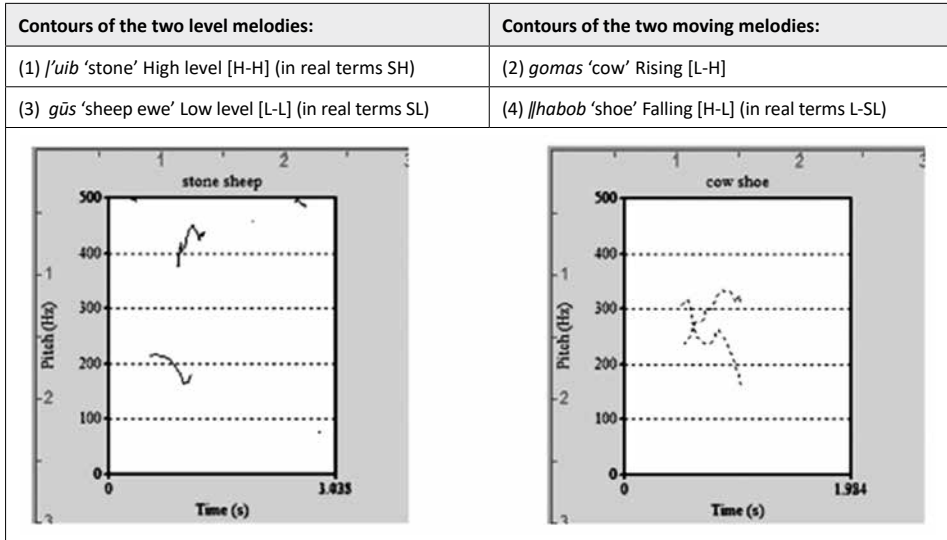 Contours of the two level melodies:
Contours of the two moving melodies:
(1) ǀ’uib ‘stone’ High level [H-H] (in real terms SH)
(2) gomas ‘cow’ Rising [L-H]
(3) gūs ‘sheep ewe’ Low level [L-L] (in real terms SL)
(4) ǁhabob ‘shoe’ Falling [H-L] (in real terms L-SL)
1 2 3
stone sheep
500
400
-1
300
Pitch (Hz)
200
-2
100
0
0 3.035
Time (s)
-3
1 2 3
cow shoe
500
400
-1
300
Pitch (Hz)
200
-2
100
0
0 1.984
Time (s)
-3